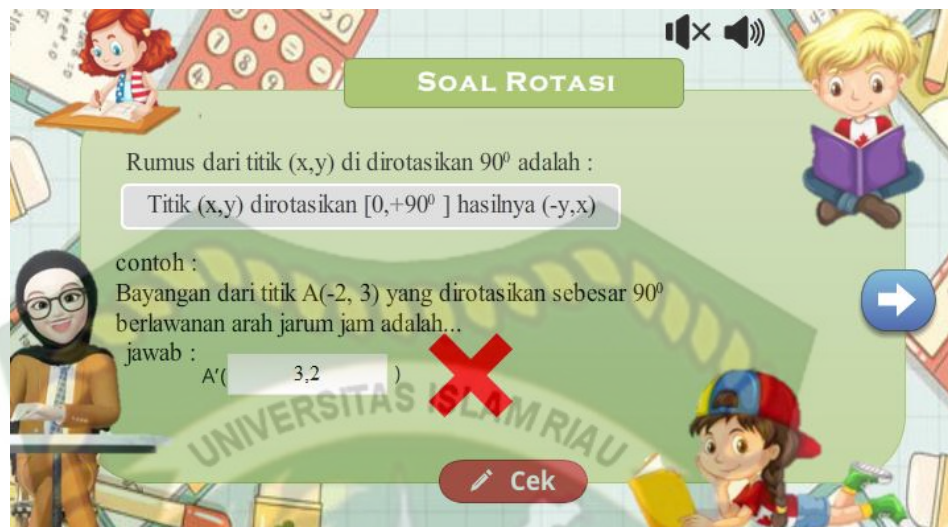 SOAL ROTASI
Rumus dari titik (x,y) di dirotasikan 90⁰ adalah :
Titik (x,y) dirotasikan [0,+90⁰ ] hasilnya (-y,x)
contoh :
Bayangan dari titik A(-2, 3) yang dirotasikan sebesar 90⁰
berlawanan arah jarum jam adalah...
jawab :
A'( 3,2 )
UNIVERSITAS ISLAM RIAU
Cek